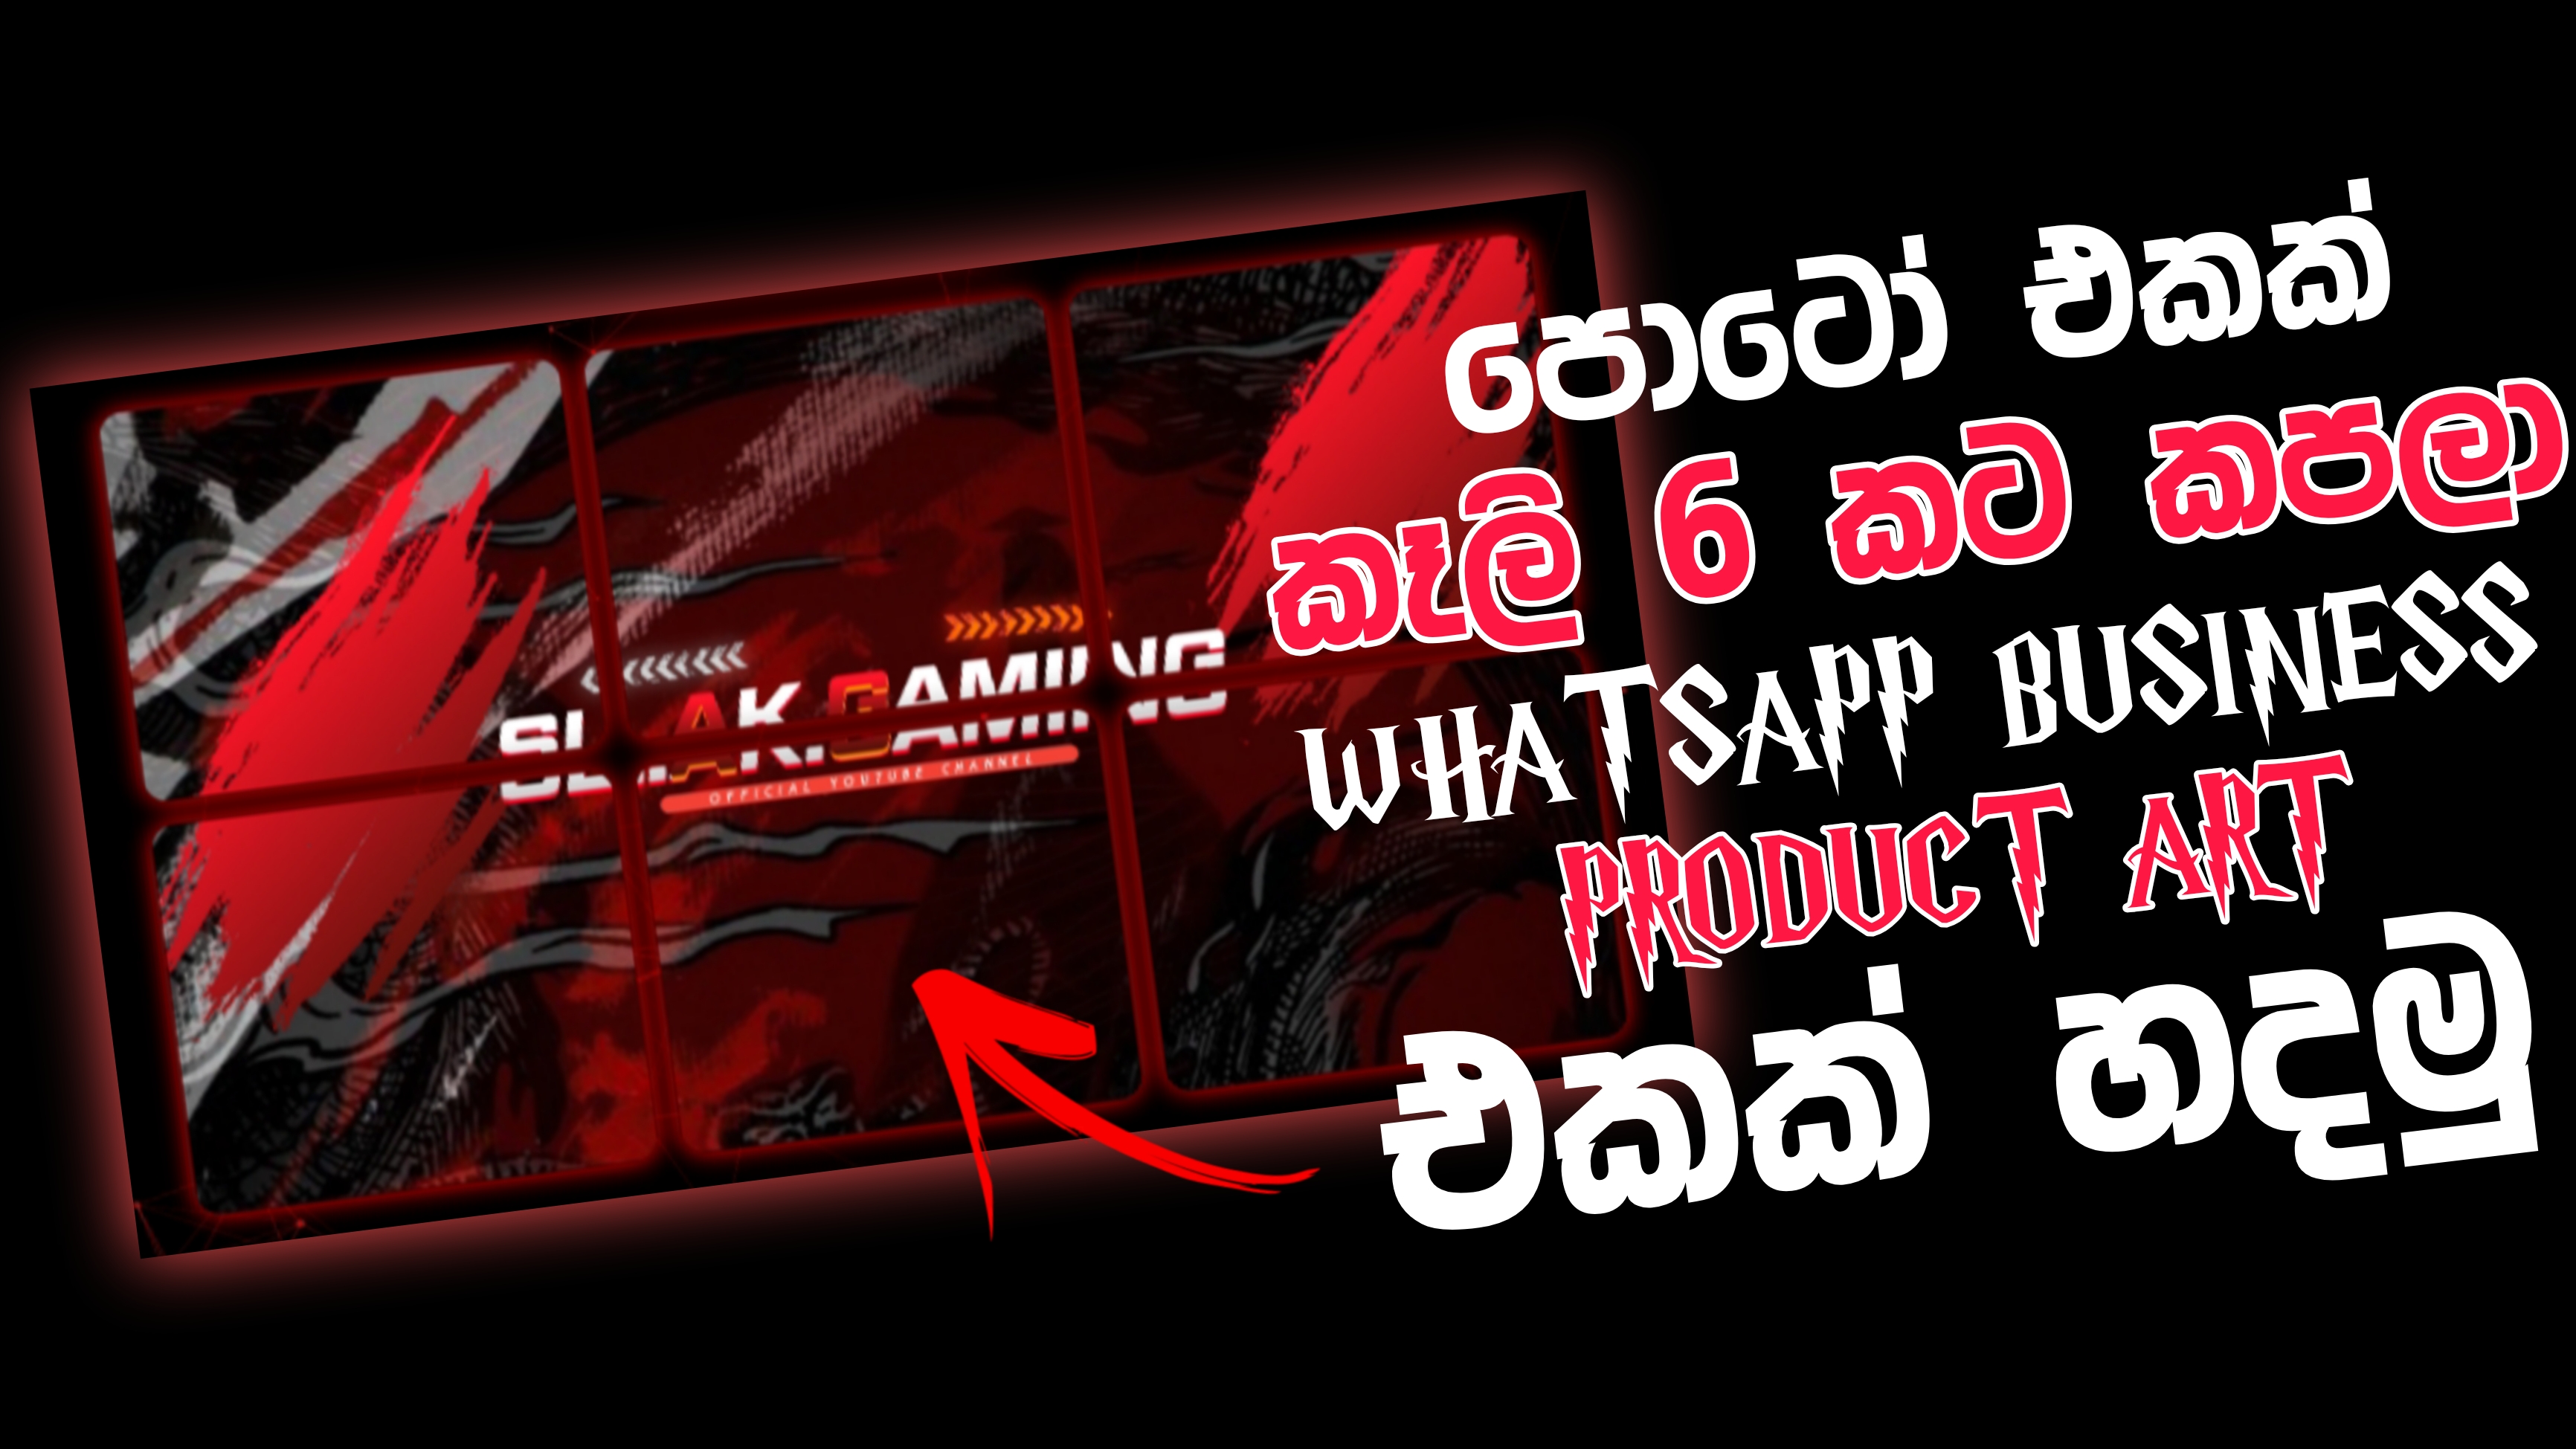 OFFICIAL YOUTUBE CHANNEL
පොටෝ එකක්
කෑලි 6 කට කපලා
WHATSAPP BUSINESS
PRODUCT ART
එකක් හදමු